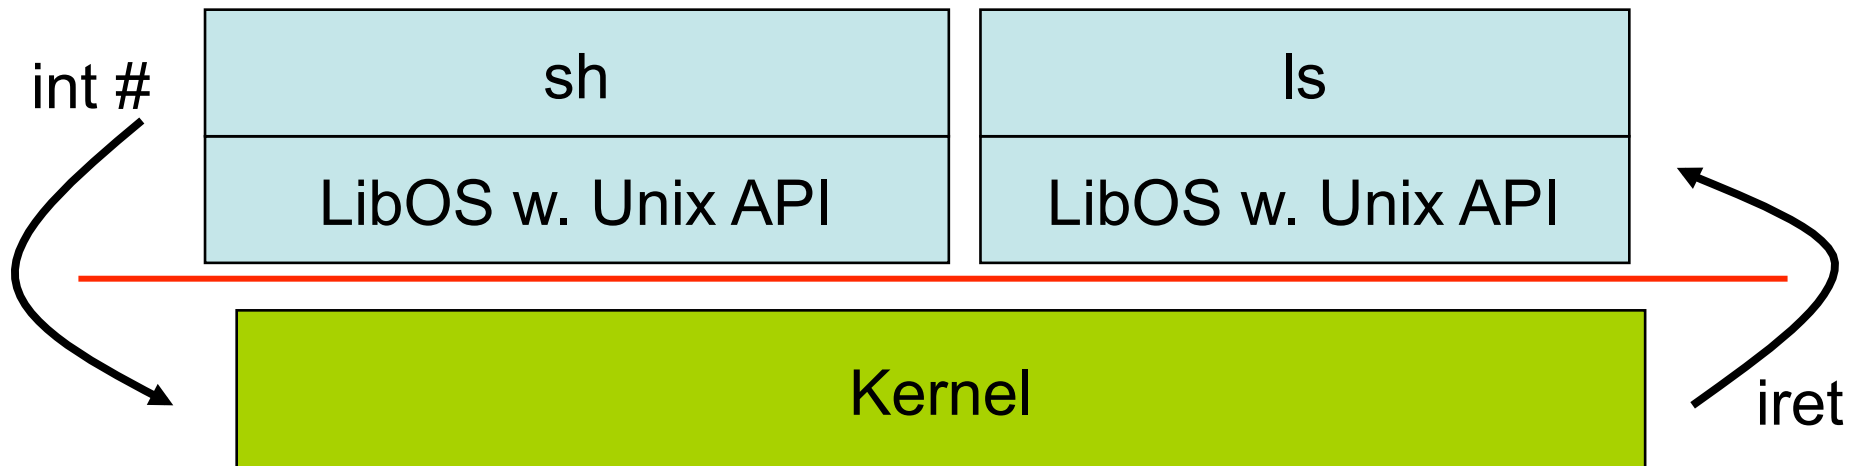 int #
sh
ls
LibOS w. Unix API
LibOS w. Unix API
Kernel
iret